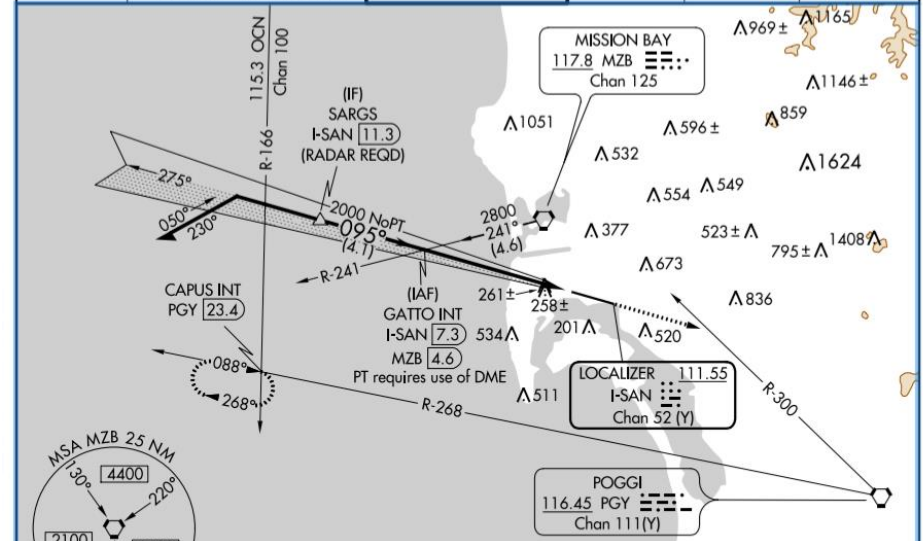 115.3 OCN
Chan 100
R-166
(IF)
SARGS
I-SAN 11.3
(RADAR REQD)
MISSION BAY
117.8 MZB
Chan 125
969 ±
1165
1146 ±
859
1051
596 ±
532
1624
554
549
377
523 ±
795 ±
1408
673
836
275°
050°
230°
2000 NoPT
095°
(4.1)
2800
241°
(4.6)
R-241
CAPUS INT
PGY 23.4
(IAF)
GATTO INT
I-SAN 7.3
MZB 4.6
PT requires use of DME
261 ±
258 ±
534
201
520
511
088°
268°
R-268
LOCALIZER 111.55
I-SAN
Chan 52 (Y)
R-300
POGGI
116.45 PGY
Chan 111(Y)
MSA MZB 25 NM
130°
4400
220°
2100